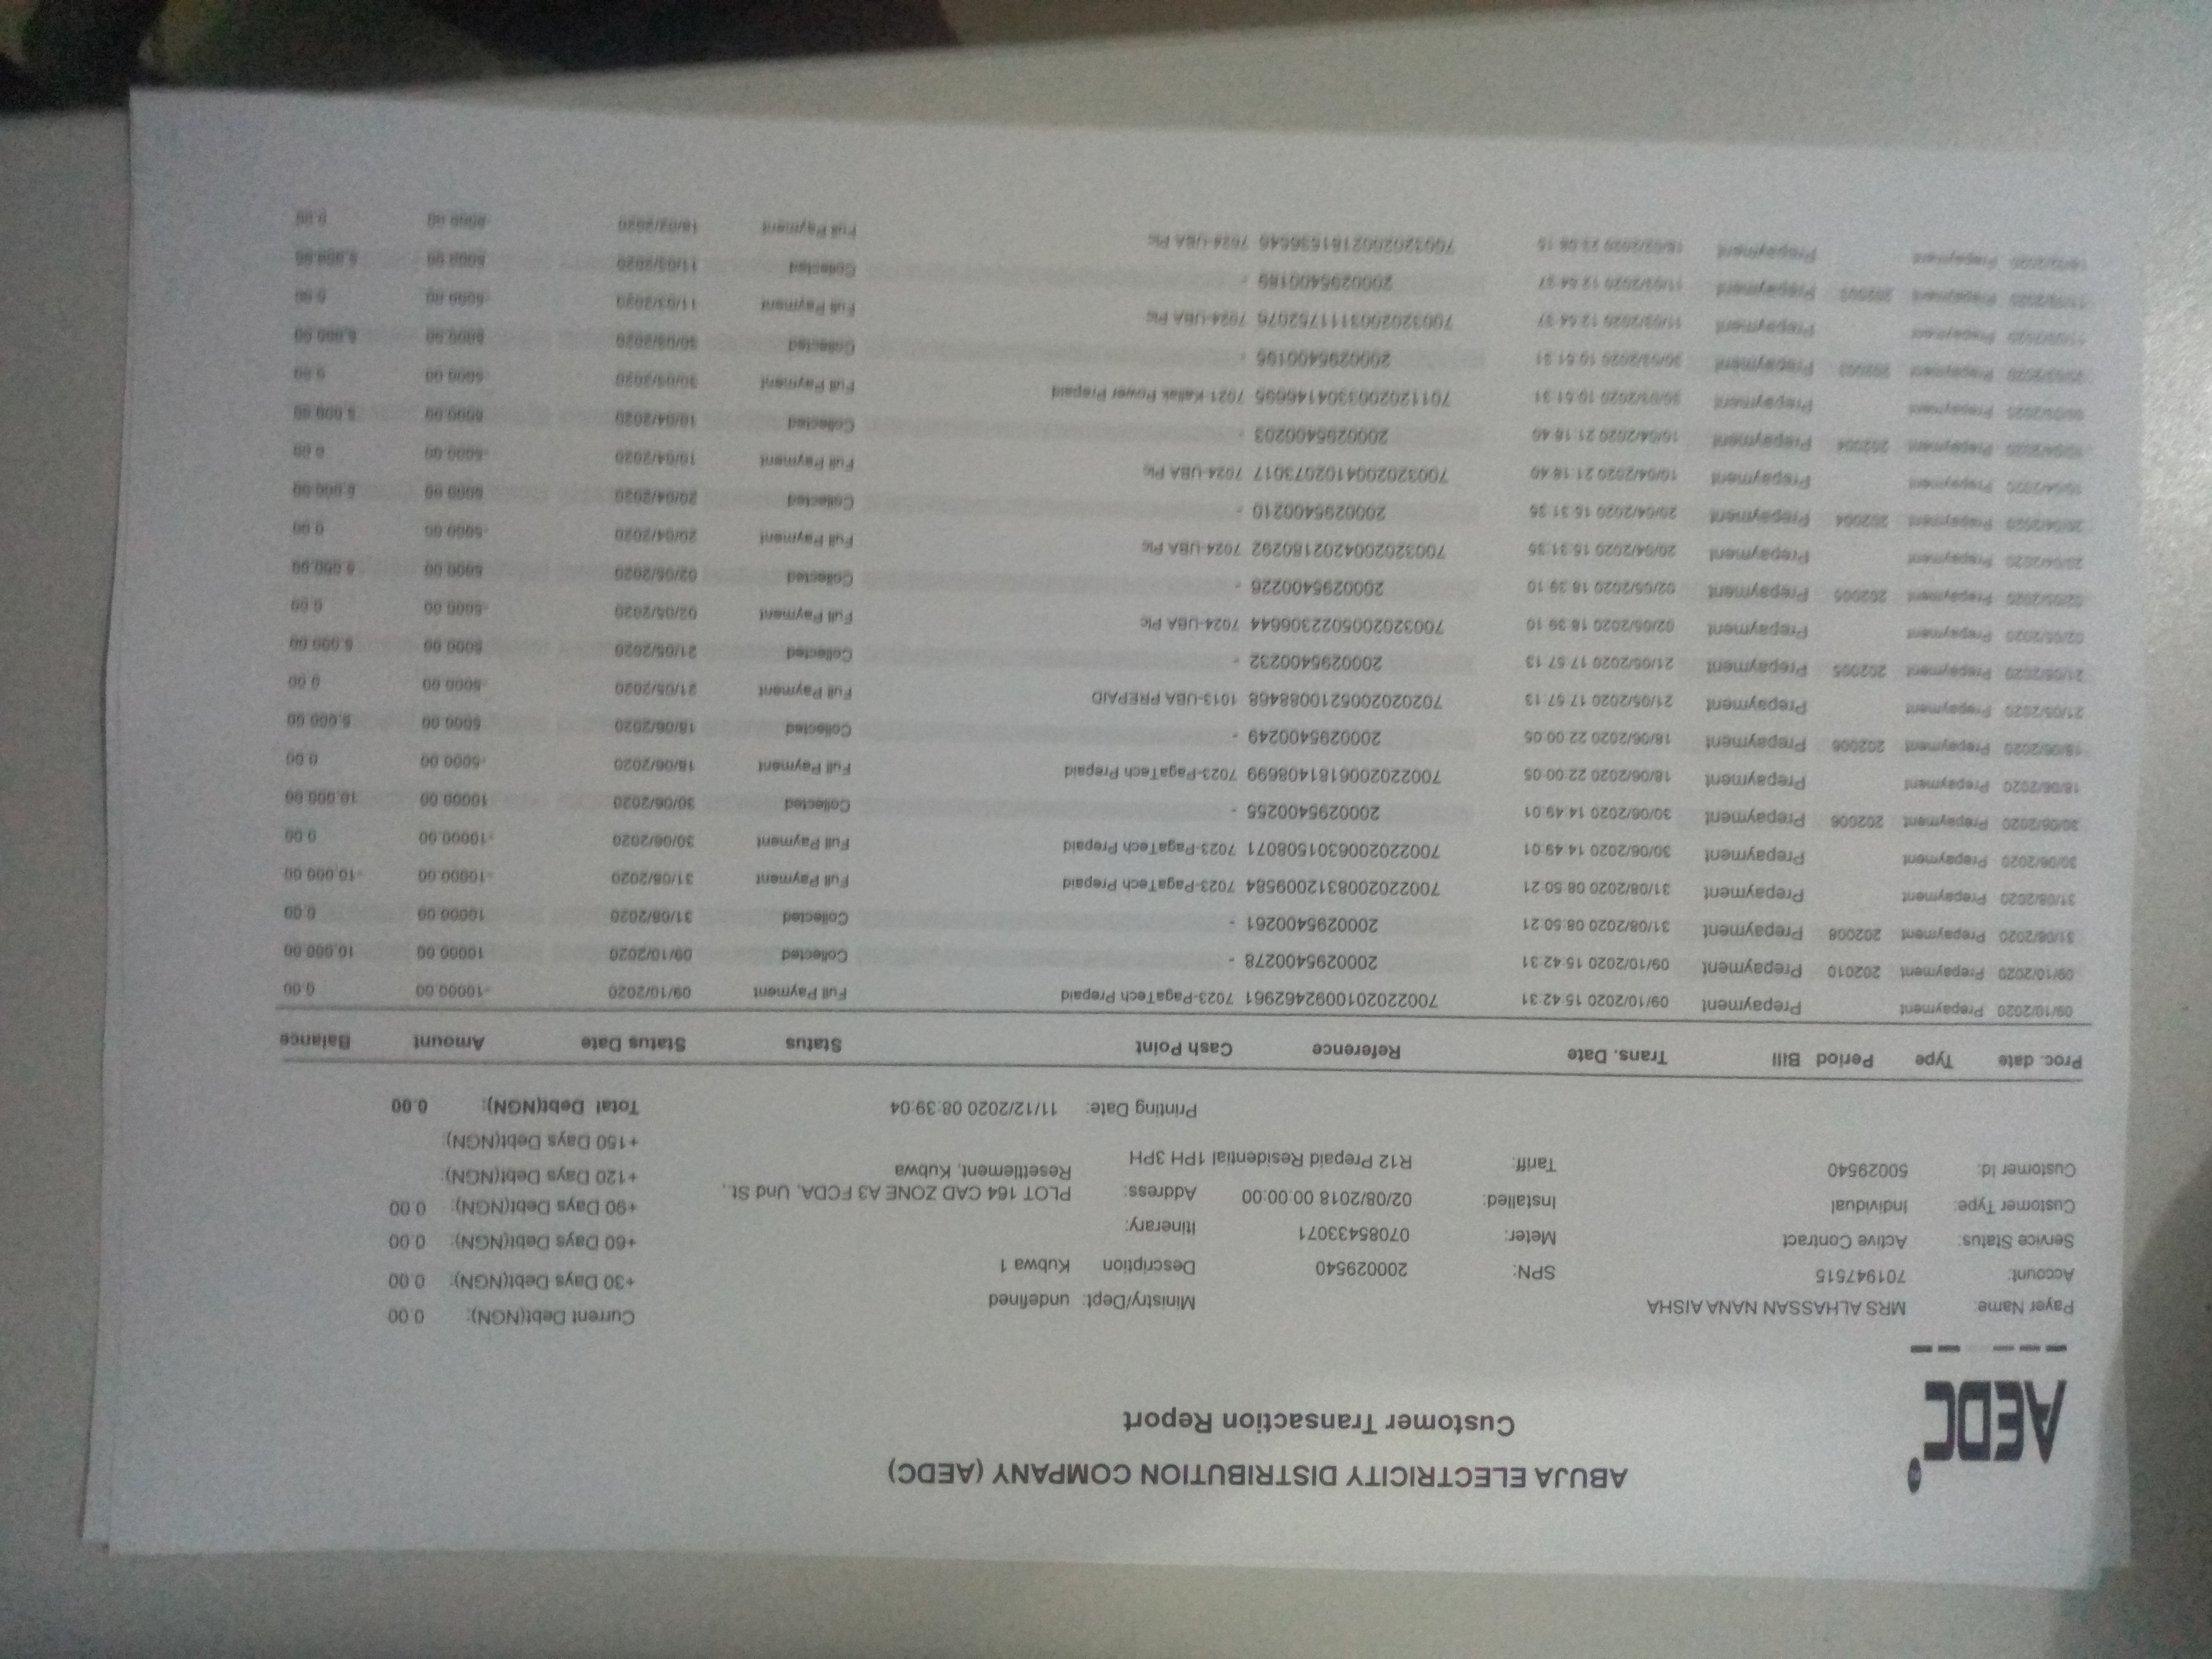 AEDC
ABUJA ELECTRICITY DISTRIBUTION COMPANY (AEDC)
Customer Transaction Report
Payer Name: MRS ALHASSAN NANA AISHA
Account: 701947515
Service Status: Active Contract
Customer Type: Individual
Customer Id: 50029540
SPN: 200029540
Meter: 07085433071
Installed: 02/08/2018 00:00:00
Tariff: R12 Prepaid Residential 1PH 3PH
Ministry/Dept: undefined
Description Kubwa 1
Itinerary:
Address: PLOT 164 CAD ZONE A3 FCDA, Und St.,
Resettlement, Kubwa
Printing Date: 11/12/2020 08:39:04
Current Debt(NGN): 0.00
+30 Days Debt(NGN): 0.00
+60 Days Debt(NGN): 0.00
+90 Days Debt(NGN): 0.00
+120 Days Debt(NGN):
+150 Days Debt(NGN):
Total Debt(NGN): 0.00
Proc. date Type Period Bill Trans. Date Reference Cash Point Status Status Date Amount Balance
09/10/2020 Prepayment Prepayment 09/10/2020 15:42:31 7002202010092462961 7023-PagaTech Prepaid Full Payment 09/10/2020 -10000.00 0.00
09/10/2020 Prepayment 202010 Prepayment 09/10/2020 15:42:31 2000295400278 - Collected 09/10/2020 10000.00 10,000.00
31/08/2020 Prepayment 202008 Prepayment 31/08/2020 08:50:21 2000295400261 - Collected 31/08/2020 10000.00 0.00
31/08/2020 Prepayment Prepayment 31/08/2020 08:50:21 7002202008312009584 7023-PagaTech Prepaid Full Payment 31/08/2020 -10000.00 -10,000.00
30/06/2020 Prepayment Prepayment 30/06/2020 14:49:01 7002202006301508071 7023-PagaTech Prepaid Full Payment 30/06/2020 -10000.00 0.00
30/06/2020 Prepayment 202006 Prepayment 30/06/2020 14:49:01 2000295400255 - Collected 30/06/2020 10000.00 10,000.00
18/06/2020 Prepayment Prepayment 18/06/2020 22:00:05 7002202006181408699 7023-PagaTech Prepaid Full Payment 18/06/2020 -5000.00 0.00
18/06/2020 Prepayment 202006 Prepayment 18/06/2020 22:00:05 2000295400249 - Collected 18/06/2020 5000.00 5,000.00
21/05/2020 Prepayment Prepayment 21/05/2020 17:57:13 7020202005210088468 1013-UBA PREPAID Full Payment 21/05/2020 -5000.00 0.00
21/05/2020 Prepayment 202005 Prepayment 21/05/2020 17:57:13 2000295400232 - Collected 21/05/2020 5000.00 5,000.00
02/05/2020 Prepayment Prepayment 02/05/2020 18:39:10 7003202005022306644 7024-UBA Plc Full Payment 02/05/2020 -5000.00 0.00
02/05/2020 Prepayment 202005 Prepayment 02/05/2020 18:39:10 2000295400226 - Collected 02/05/2020 5000.00 5,000.00
20/04/2020 Prepayment Prepayment 20/04/2020 15:31:35 7003202004202180292 7024-UBA Plc Full Payment 20/04/2020 -5000.00 0.00
20/04/2020 Prepayment 202004 Prepayment 20/04/2020 15:31:35 2000295400210 - Collected 20/04/2020 5000.00 5,000.00
10/04/2020 Prepayment Prepayment 10/04/2020 21:18:40 7003202004102073017 7024-UBA Plc Full Payment 10/04/2020 -5000.00 0.00
10/04/2020 Prepayment 202004 Prepayment 10/04/2020 21:18:40 2000295400203 - Collected 10/04/2020 5000.00 5,000.00
30/03/2020 Prepayment Prepayment 7021-Kallak Power Prepaid Full Payment 30/03/2020 -5000.00 0.00
30/03/2020 Prepayment 202003 Prepayment 2000295400195 - Collected 30/03/2020 5000.00 5,000.00
11/03/2020 Prepayment Prepayment 11/03/2020 12:54:37 7003202003111752076 7024-UBA Plc Full Payment 11/03/2020 -5000.00 0.00
11/03/2020 Prepayment 202003 Prepayment 11/03/2020 12:54:37 2000295400189 - Collected 11/03/2020 5000.00 5,000.00
18/02/2020 Prepayment Prepayment 7024-UBA Plc Full Payment 18/02/2020 0.00